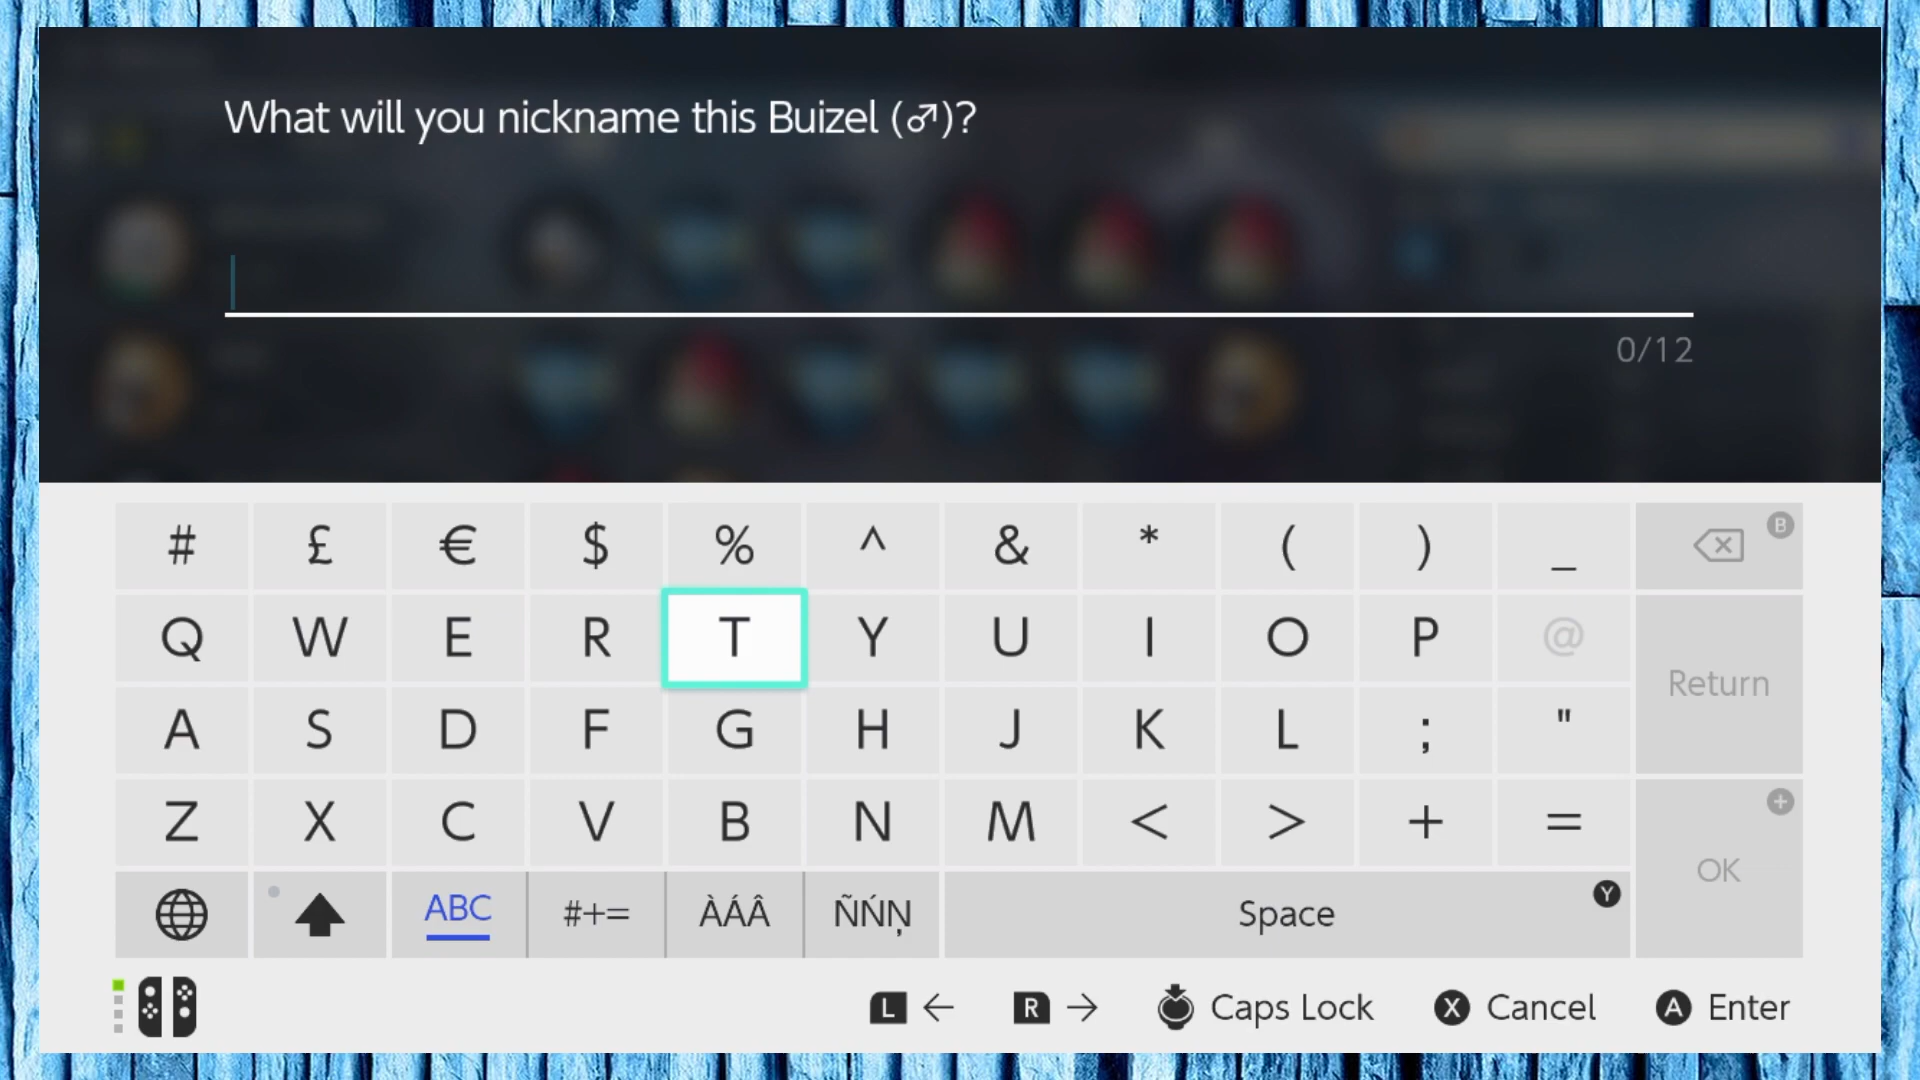 What will you nickname this Buizel (♂)?
0/12
# £ € $ % ^ & * ( ) _ B
Q W E R T Y U I O P @ Return
A S D F G H J K L ; "
Z X C V B N M < > + = + OK
ABC #+= ÀÁÂ ÑŃŅ Space Y
L ← R → Caps Lock X Cancel A Enter